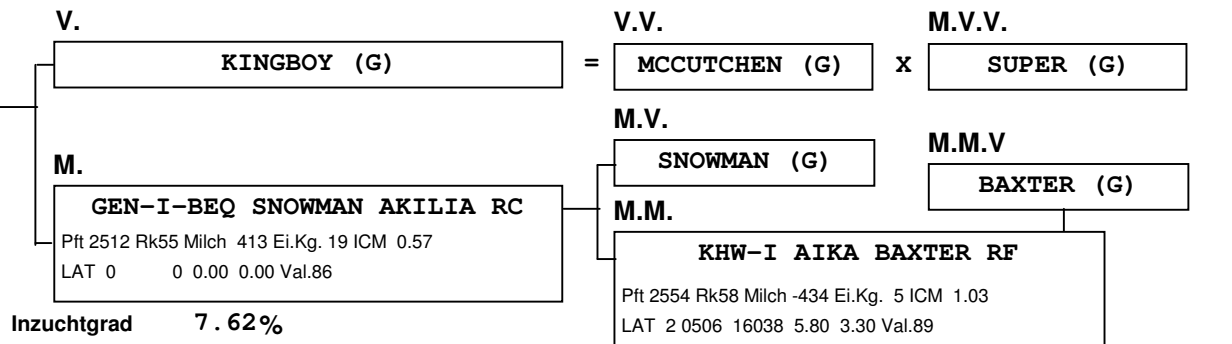 V.
V.V.
M.V.V.
KINGBOY (G)
=
MCCUTCHEN (G)
X
SUPER (G)
M.V.
SNOWMAN (G)
M.M.V
BAXTER (G)
M.
GEN-I-BEQ SNOWMAN AKILIA RC
Pft 2512 Rk55 Milch 413 Ei.Kg. 19 ICM 0.57
LAT 0 0 0.00 0.00 Val.86
M.M.
KHW-I AIKA BAXTER RF
Pft 2554 Rk58 Milch -434 Ei.Kg. 5 ICM 1.03
LAT 2 0506 16038 5.80 3.30 Val.89
Inzuchtgrad 7.62%